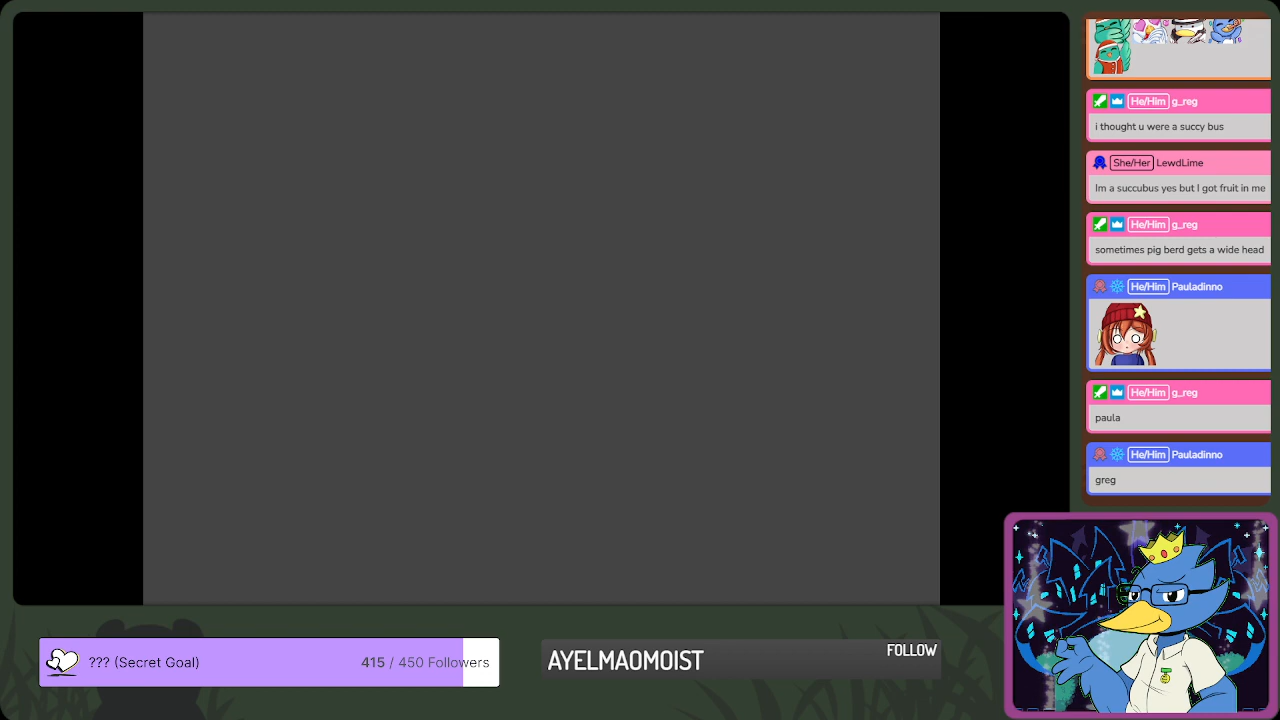 He/Him g_reg
i thought u were a succy bus
She/Her LewdLime
Im a succubus yes but I got fruit in me
He/Him g_reg
sometimes pig berd gets a wide head
He/Him Pauladinno
He/Him g_reg
paula
He/Him Pauladinno
greg
??? (Secret Goal) 415 / 450 Followers
AYELMAOMOIST FOLLOW